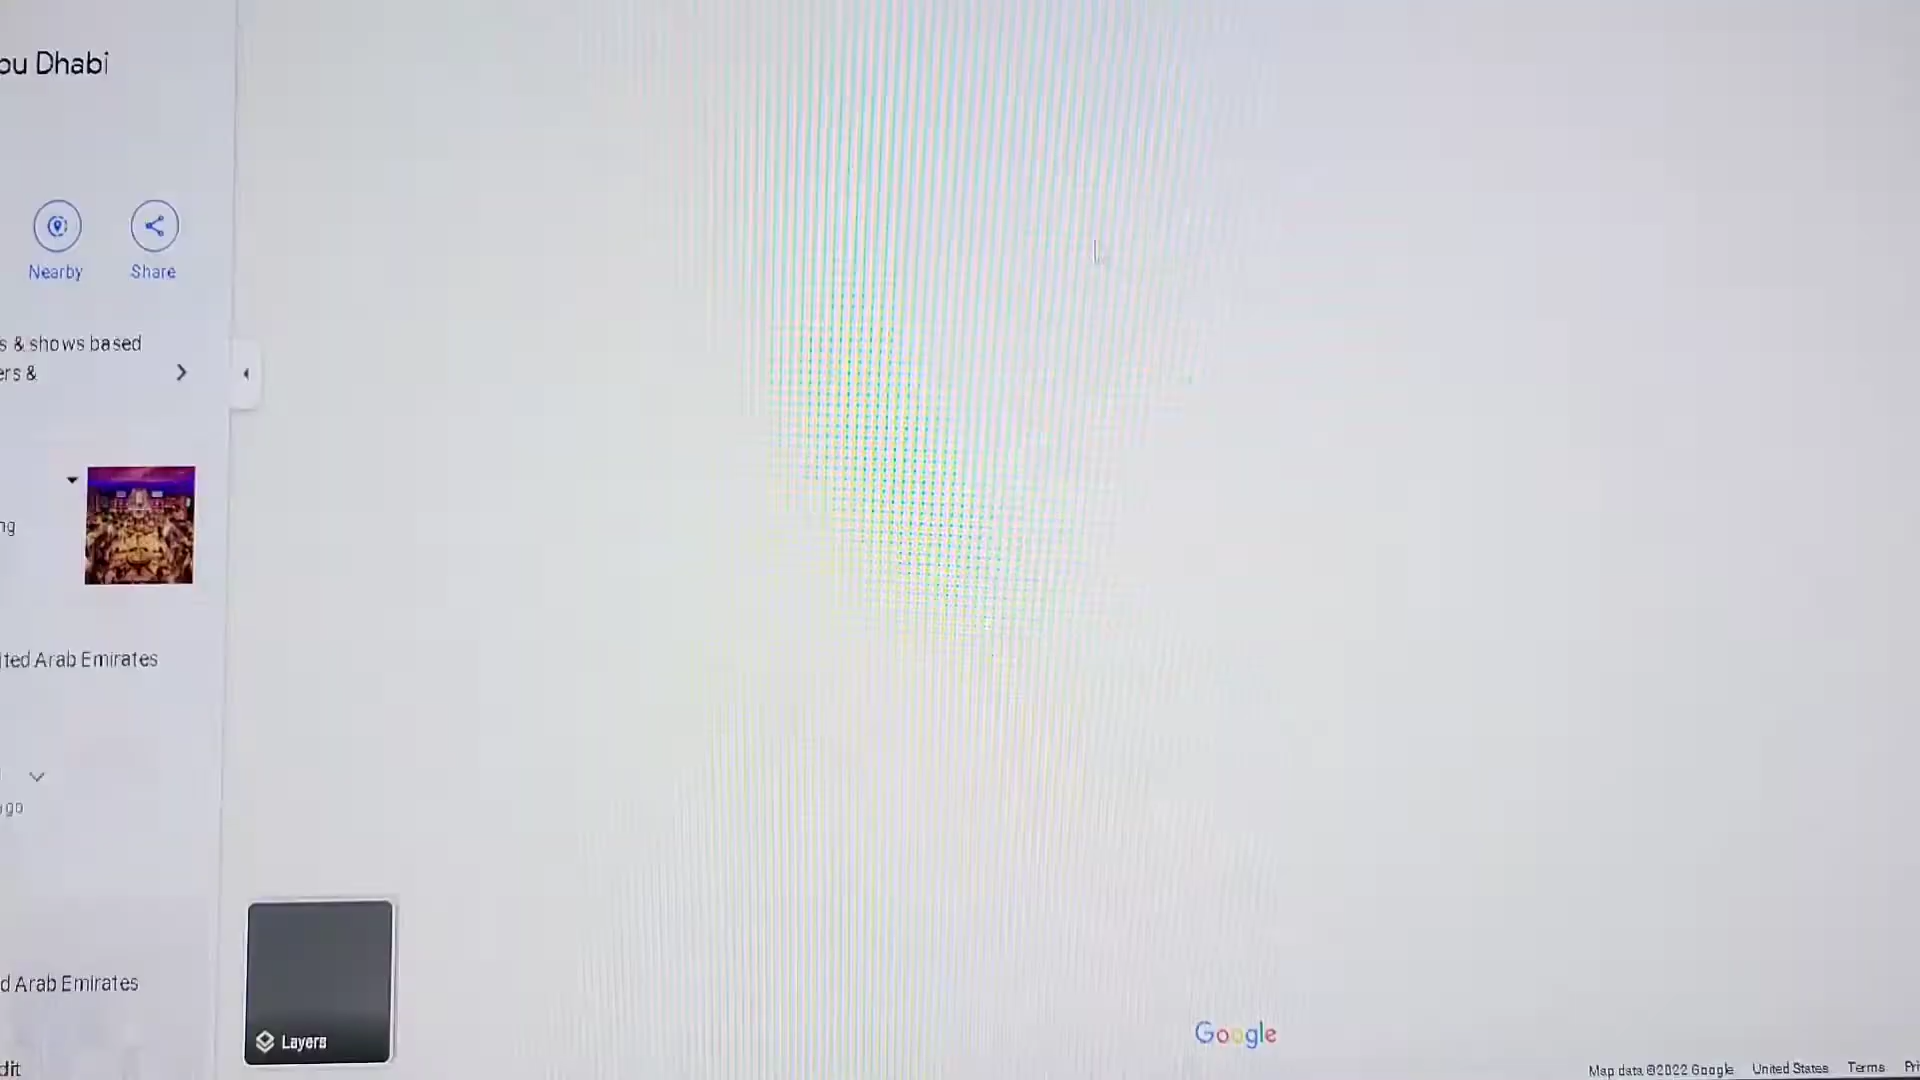 ou Dhabi
Nearby
Share
s & shows based
ers &
ng
ited Arab Emirates
ago
d Arab Emirates
dit
Layers
Google
Map data ©2022 Google United States Terms Pri